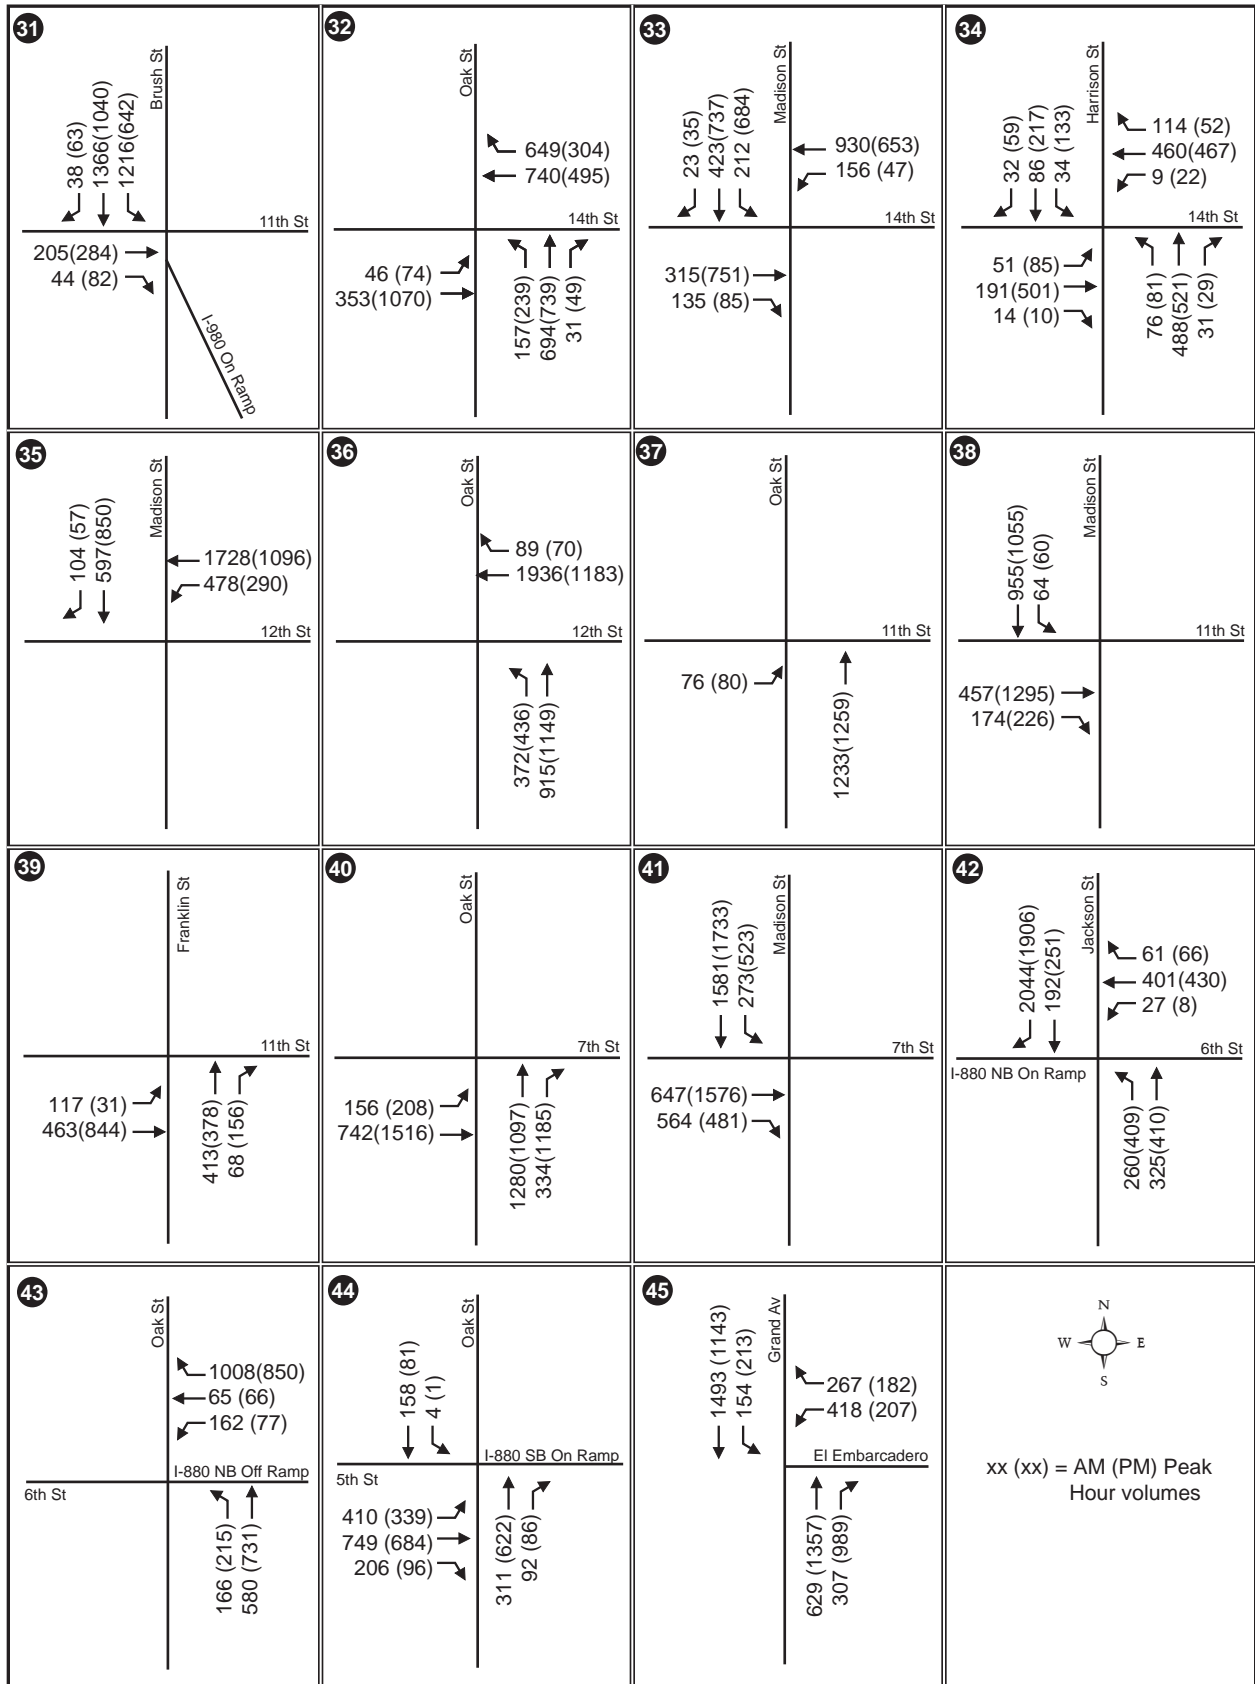 31
Brush St
38 (63)
1366(1040)
1216(642)
11th St
205(284)
44 (82)
I-980 On Ramp
32
Oak St
649(304)
740(495)
14th St
46 (74)
353(1070)
157(239)
694(739)
31 (49)
33
Madison St
23 (35)
423(737)
212 (684)
930(653)
156 (47)
14th St
315(751)
135 (85)
34
Harrison St
32 (59)
86 (217)
34 (133)
114 (52)
460(467)
9 (22)
14th St
51 (85)
191(501)
14 (10)
76 (81)
488(521)
31 (29)
35
Madison St
104 (57)
597(850)
1728(1096)
478(290)
12th St
36
Oak St
89 (70)
1936(1183)
12th St
372(436)
915(1149)
37
Oak St
11th St
76 (80)
1233(1259)
38
Madison St
955(1055)
64 (60)
11th St
457(1295)
174(226)
39
Franklin St
11th St
117 (31)
463(844)
413(378)
68 (156)
40
Oak St
7th St
156 (208)
742(1516)
1280(1097)
334(1185)
41
Madison St
1581(1733)
273(523)
7th St
647(1576)
564 (481)
42
Jackson St
2044(1906)
192(251)
61 (66)
401(430)
27 (8)
6th St
I-880 NB On Ramp
260(409)
325(410)
43
Oak St
1008(850)
65 (66)
162 (77)
I-880 NB Off Ramp
6th St
166 (215)
580 (731)
44
Oak St
158 (81)
4 (1)
I-880 SB On Ramp
5th St
410 (339)
749 (684)
206 (96)
311 (622)
92 (86)
45
Grand Av
1493 (1143)
154 (213)
267 (182)
418 (207)
El Embarcadero
629 (1357)
307 (989)
N
W
E
S
xx (xx) = AM (PM) Peak
Hour volumes